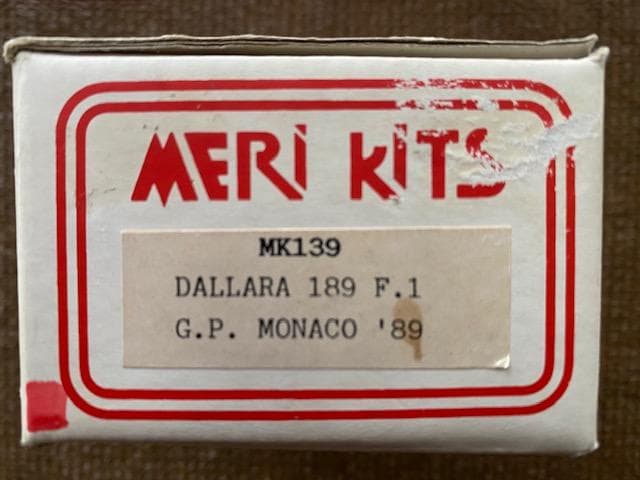 MERi KiTS
MK139
DALLARA 189 F.1
G.P. MONACO '89